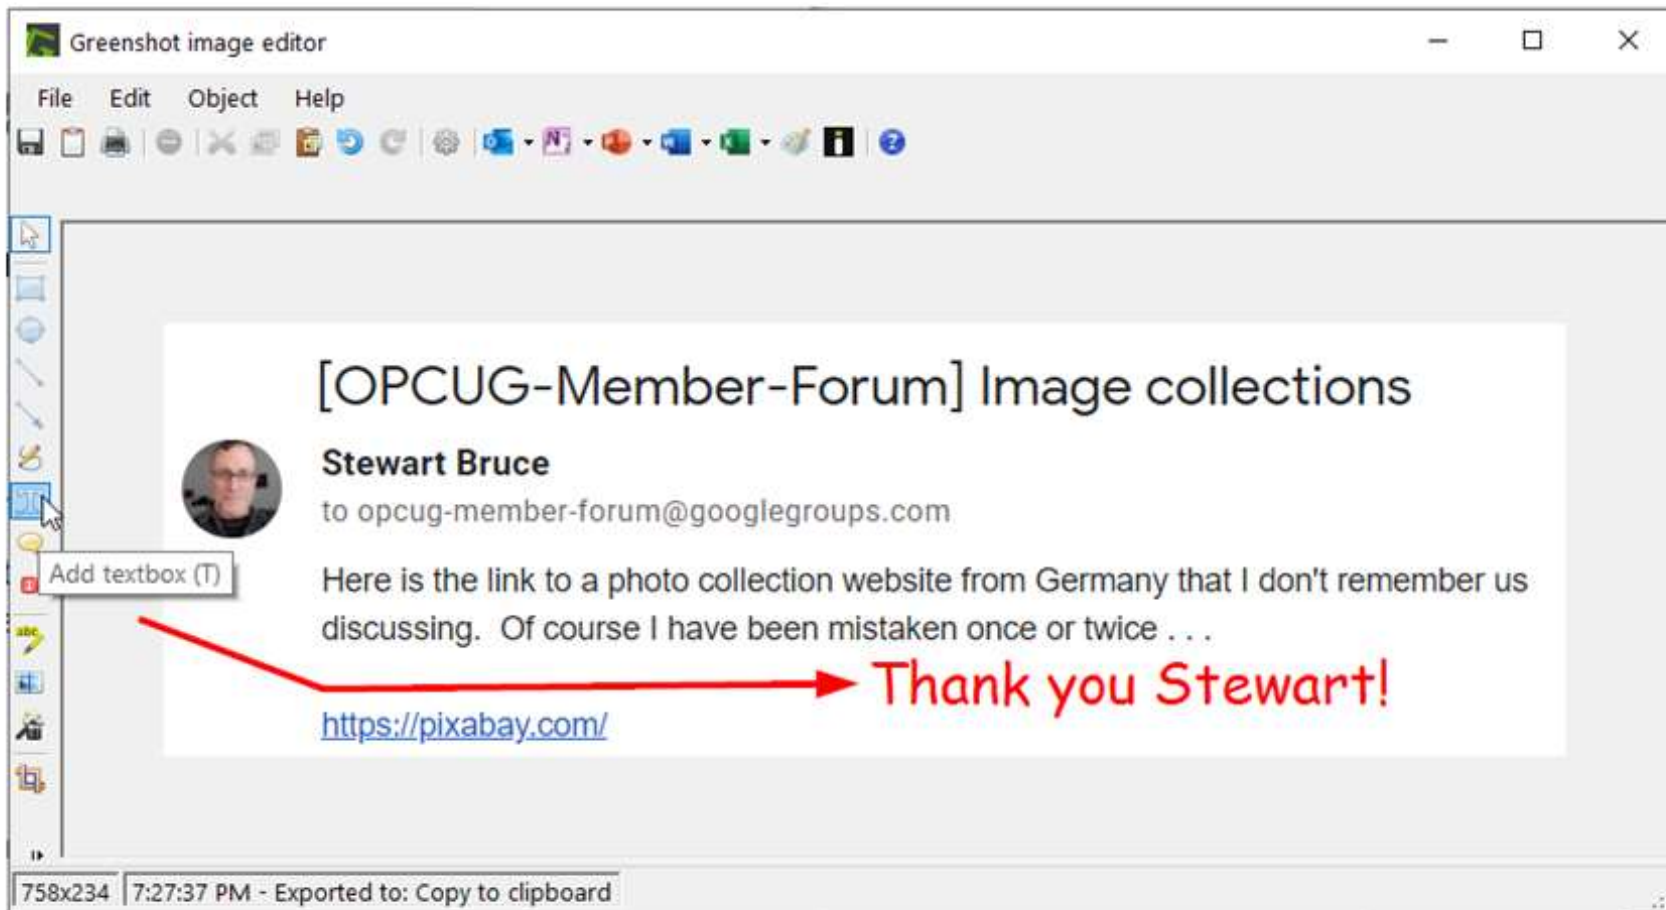 Greenshot image editor
File Edit Object Help
[OPCUG-Member-Forum] Image collections
Stewart Bruce
to opcug-member-forum@googlegroups.com
Add textbox (T)
Here is the link to a photo collection website from Germany that I don't remember us
discussing.  Of course I have been mistaken once or twice . . .
Thank you Stewart!
https://pixabay.com/
758x234 7:27:37 PM - Exported to: Copy to clipboard